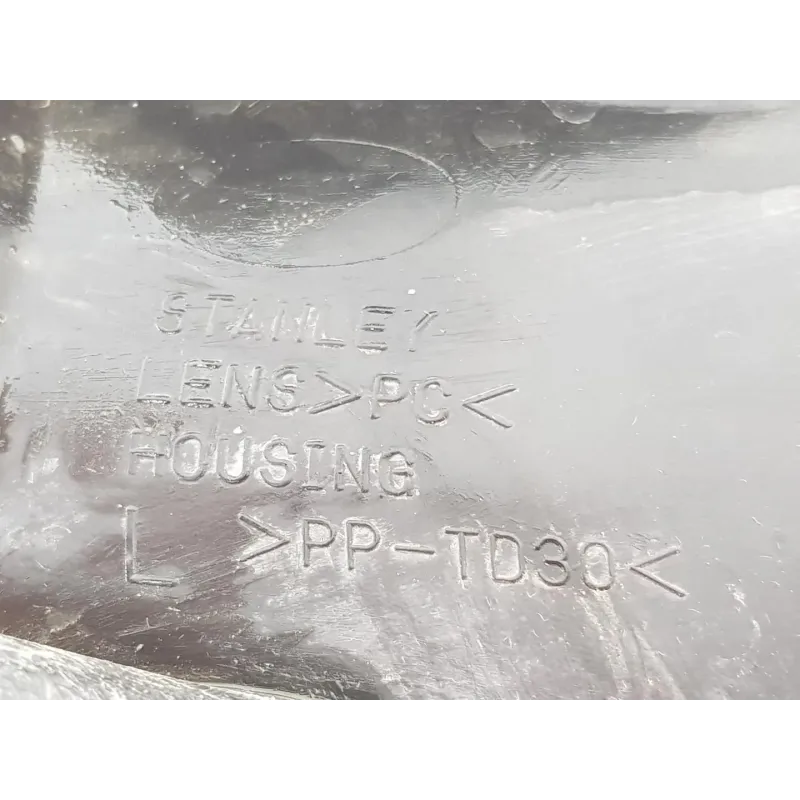 STANLEY
LENS>PC<
HOUSING
L >PP-TD30<